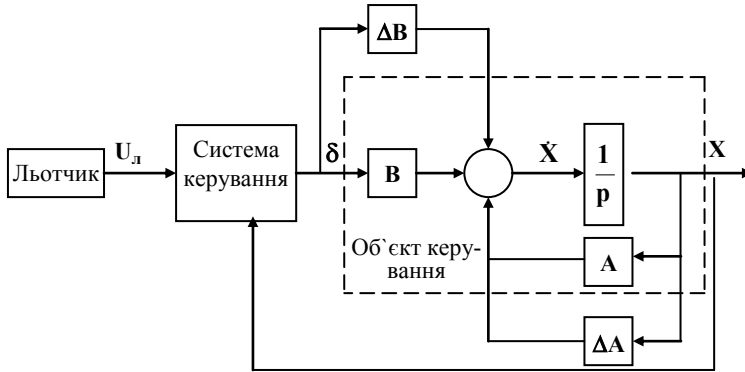 ΔB
Льотчик
Uл
Система
керування
δ
B
Ẋ
1
p
X
Об`єкт керу-
вання
A
ΔA